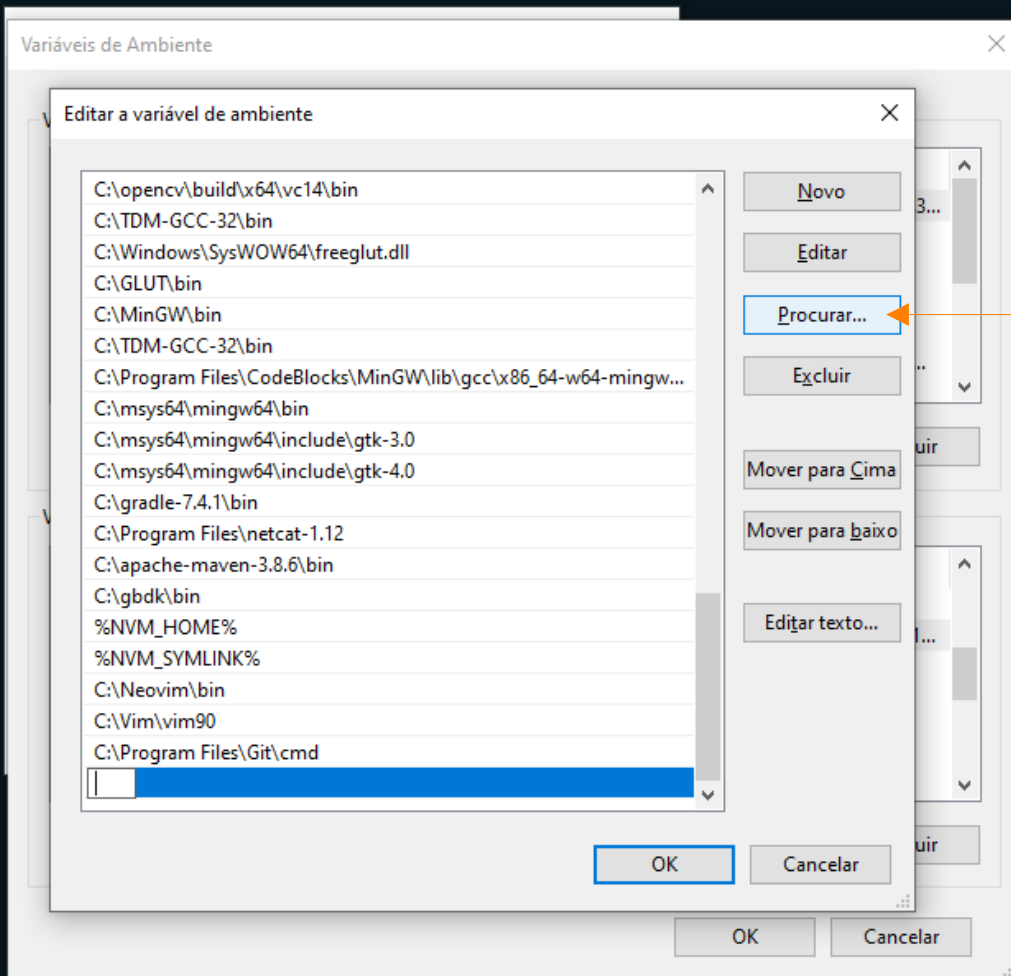 Variáveis de Ambiente
Editar a variável de ambiente
C:\opencv\build\x64\vc14\bin
C:\TDM-GCC-32\bin
C:\Windows\SysWOW64\freeglut.dll
C:\GLUT\bin
C:\MinGW\bin
C:\TDM-GCC-32\bin
C:\Program Files\CodeBlocks\MinGW\lib\gcc\x86_64-w64-mingw...
C:\msys64\mingw64\bin
C:\msys64\mingw64\include\gtk-3.0
C:\msys64\mingw64\include\gtk-4.0
C:\gradle-7.4.1\bin
C:\Program Files\netcat-1.12
C:\apache-maven-3.8.6\bin
C:\gbdk\bin
%NVM_HOME%
%NVM_SYMLINK%
C:\Neovim\bin
C:\Vim\vim90
C:\Program Files\Git\cmd
Novo
Editar
Procurar...
Excluir
Mover para Cima
Mover para baixo
Editar texto...
OK
Cancelar
3...
uir
uir
OK
Cancelar